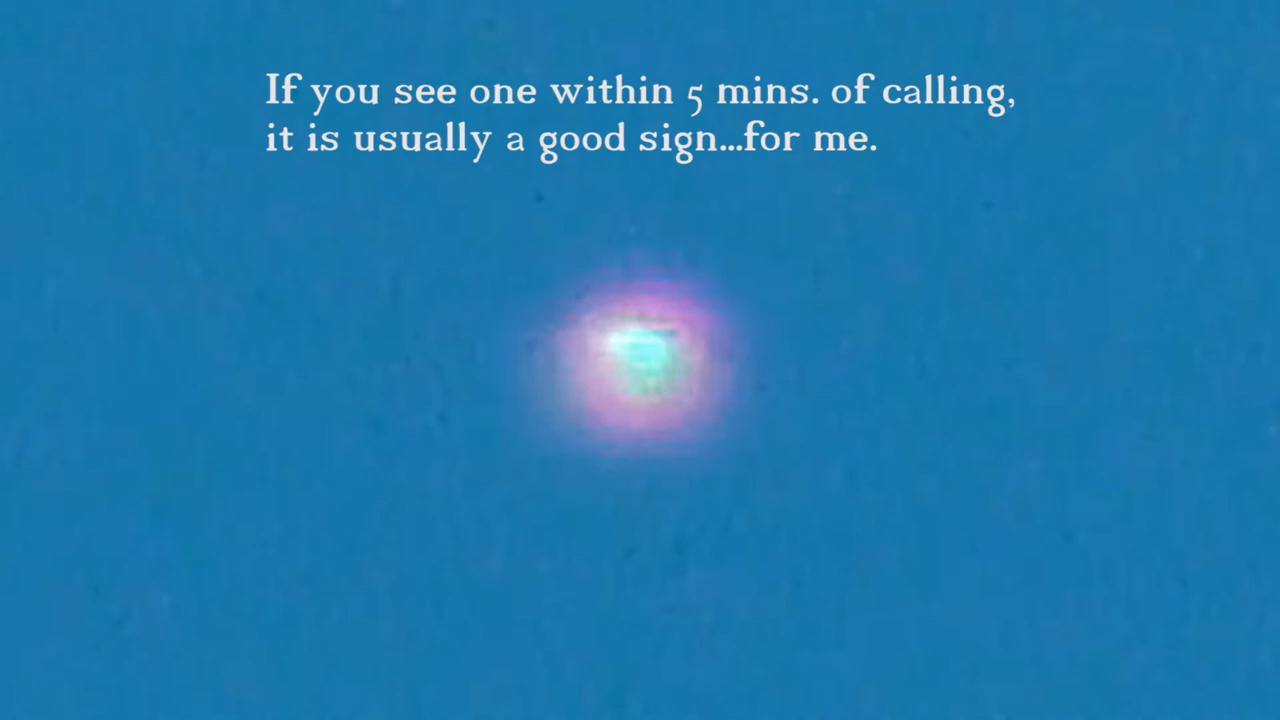 If you see one within 5 mins. of calling,
it is usually a good sign...for me.